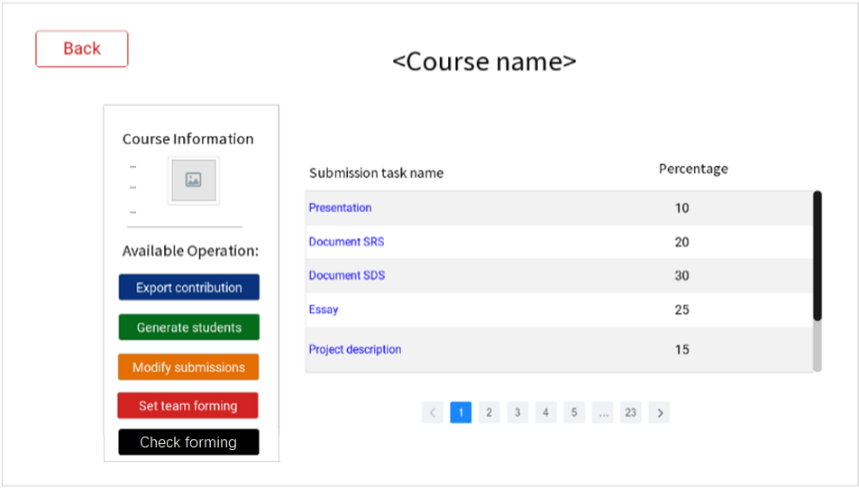 Back
<Course name>
Course Information
...
...
...
Available Operation:
Export contribution
Generate students
Modify submissions
Set team forming
Check forming
Submission task name Percentage
Presentation 10
Document SRS 20
Document SDS 30
Essay 25
Project description 15
< 1 2 3 4 5 ... 23 >